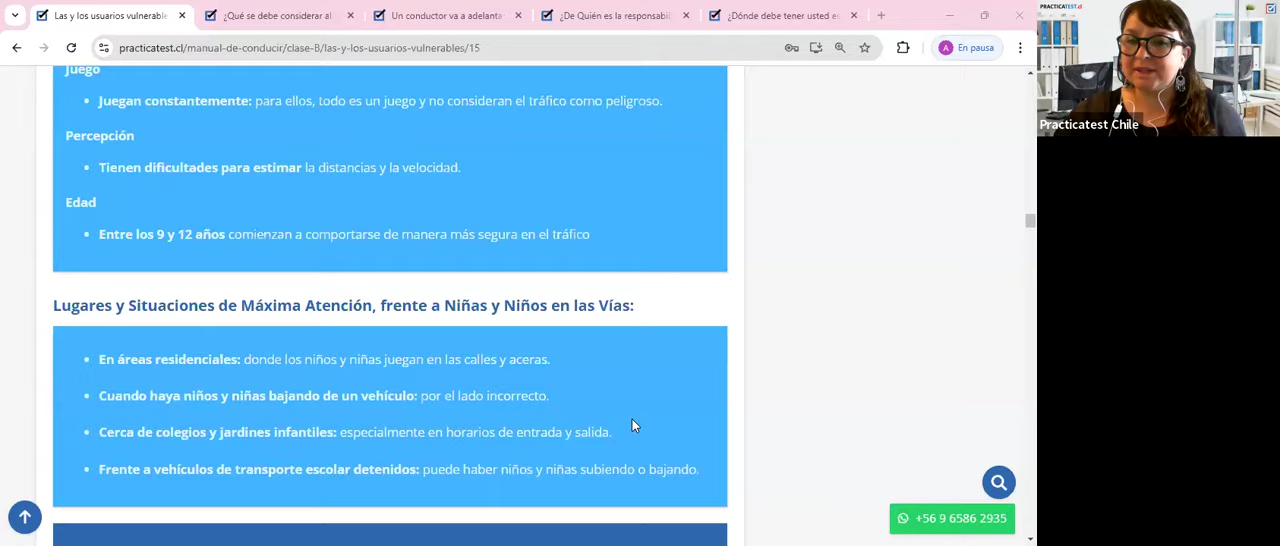 Las y los usuarios vulnerable
¿Qué se debe considerar al
Un conductor va a adelanta
¿De Quién es la responsabil
¿Dónde debe tener usted e
practicatest.cl/manual-de-conducir/clase-B/las-y-los-usuarios-vulnerables/15
A En pausa
PRACTICATEST.cl
Practicatest Chile
Juego
Juegan constantemente: para ellos, todo es un juego y no consideran el tráfico como peligroso.
Percepción
Tienen dificultades para estimar la distancias y la velocidad.
Edad
Entre los 9 y 12 años comienzan a comportarse de manera más segura en el tráfico
Lugares y Situaciones de Máxima Atención, frente a Niñas y Niños en las Vías:
En áreas residenciales: donde los niños y niñas juegan en las calles y aceras.
Cuando haya niños y niñas bajando de un vehículo: por el lado incorrecto.
Cerca de colegios y jardines infantiles: especialmente en horarios de entrada y salida.
Frente a vehículos de transporte escolar detenidos: puede haber niños y niñas subiendo o bajando.
+56 9 6586 2935